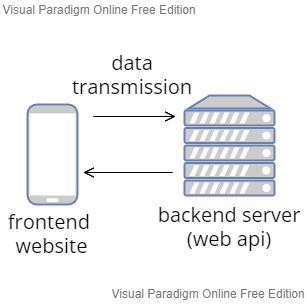 Visual Paradigm Online Free Edition
data
transmission
frontend
website
backend server
(web api)
Visual Paradigm Online Free Edition